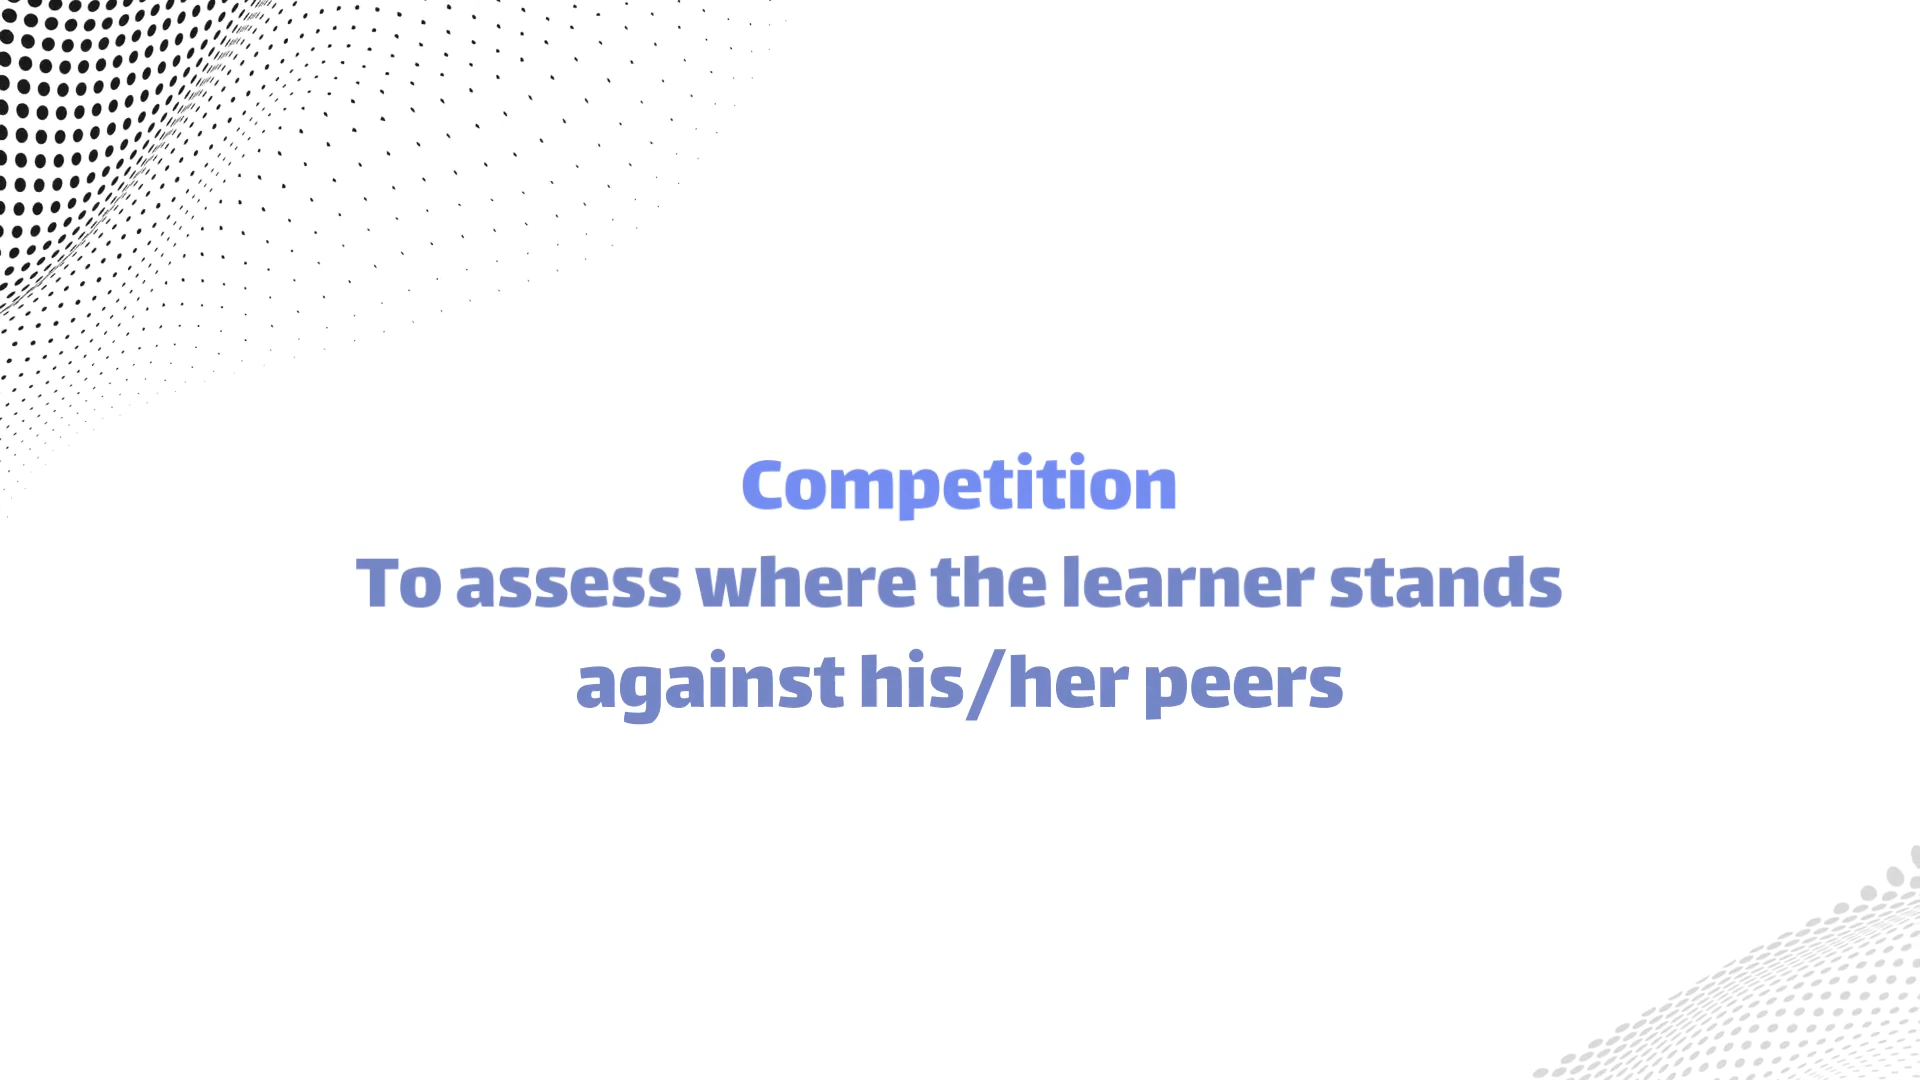 Competition
To assess where the learner stands
against his/her peers